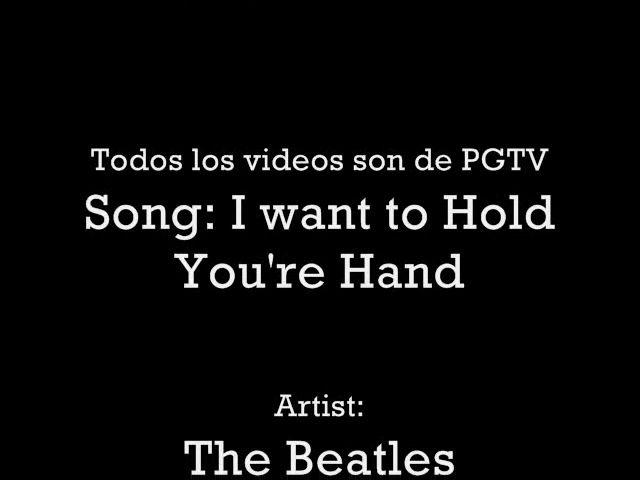 Todos los videos son de PGTV
Song: I want to Hold
You're Hand
Artist:
The Beatles